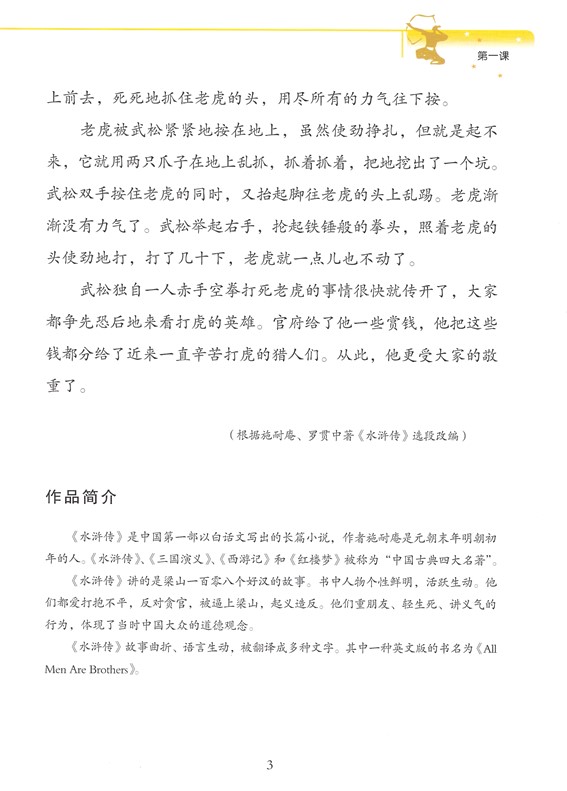 第一课
上前去，死死地抓住老虎的头，用尽所有的力气往下按。
老虎被武松紧紧地按在地上，虽然使劲挣扎，但就是起不
来，它就用两只爪子在地上乱抓，抓着抓着，把地挖出了一个坑。
武松双手按住老虎的同时，又抬起脚往老虎的头上乱踢。老虎渐
渐没有力气了。武松举起右手，抡起铁锤般的拳头，照着老虎的
头使劲地打，打了几十下，老虎就一点儿也不动了。
武松独自一人赤手空拳打死老虎的事情很快就传开了，大家
都争先恐后地来看打虎的英雄。官府给了他一些赏钱，他把这些
钱都分给了近来一直辛苦打虎的猎人们。从此，他更受大家的敬
重了。
（根据施耐庵、罗贯中著《水浒传》选段改编）
作品简介
《水浒传》是中国第一部以白话文写出的长篇小说，作者施耐庵是元朝末年明朝初
年的人。《水浒传》、《三国演义》、《西游记》和《红楼梦》被称为“中国古典四大名著”。
《水浒传》讲的是梁山一百零八个好汉的故事。书中人物个性鲜明，活跃生动。他
们都爱打抱不平，反对贪官，被逼上梁山，起义造反。他们重朋友、轻生死、讲义气的
行为，体现了当时中国大众的道德观念。
《水浒传》故事曲折、语言生动，被翻译成多种文字。其中一种英文版的书名为《All
Men Are Brothers》。
3